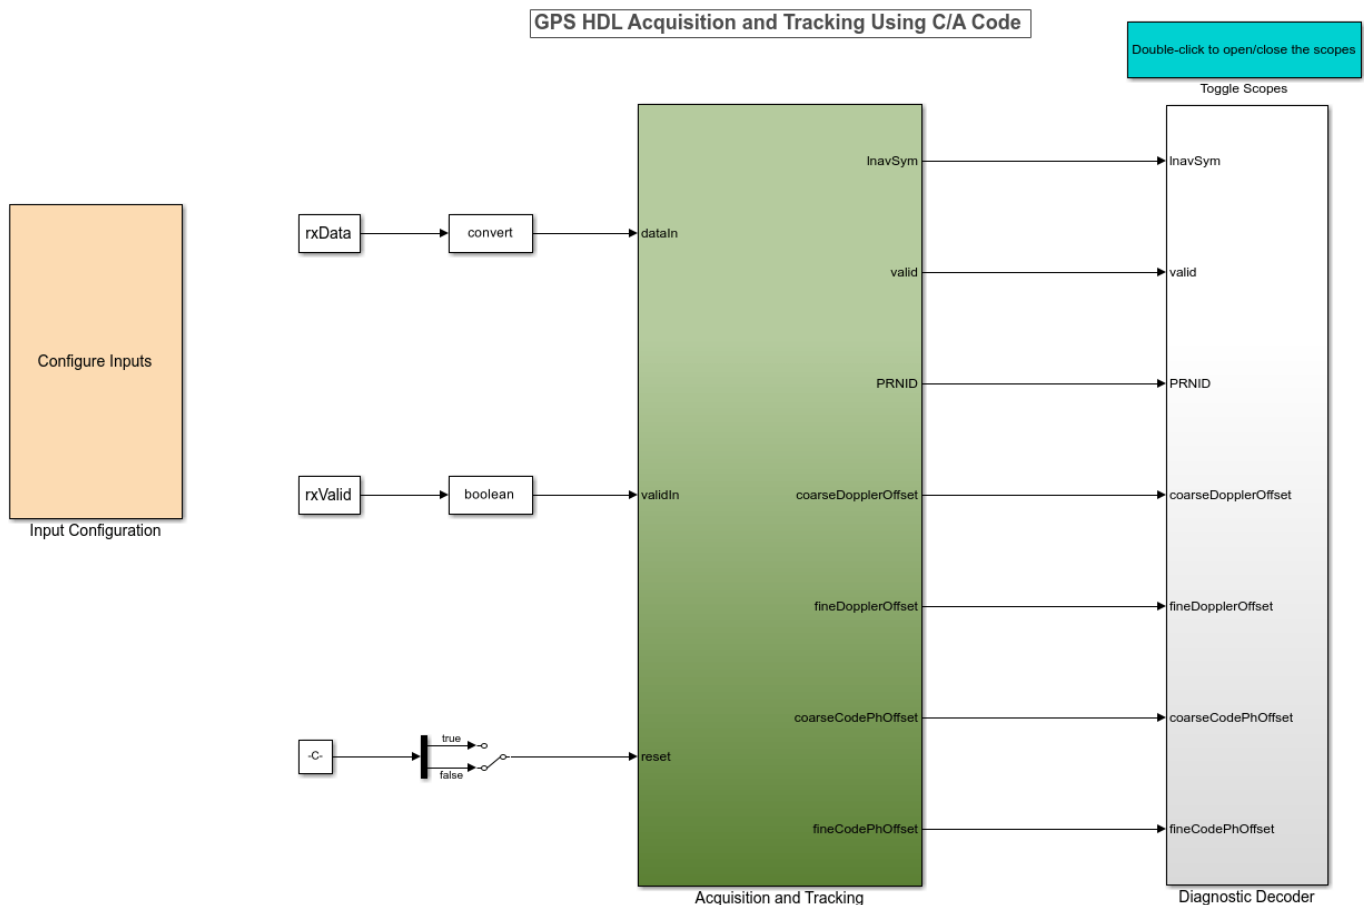 GPS HDL Acquisition and Tracking Using C/A Code
Double-click to open/close the scopes
Toggle Scopes
Configure Inputs
Input Configuration
rxData
convert
rxValid
boolean
-C-
true
false
dataIn
validIn
reset
lnavSym
valid
PRNID
coarseDopplerOffset
fineDopplerOffset
coarseCodePhOffset
fineCodePhOffset
Acquisition and Tracking
lnavSym
valid
PRNID
coarseDopplerOffset
fineDopplerOffset
coarseCodePhOffset
fineCodePhOffset
Diagnostic Decoder